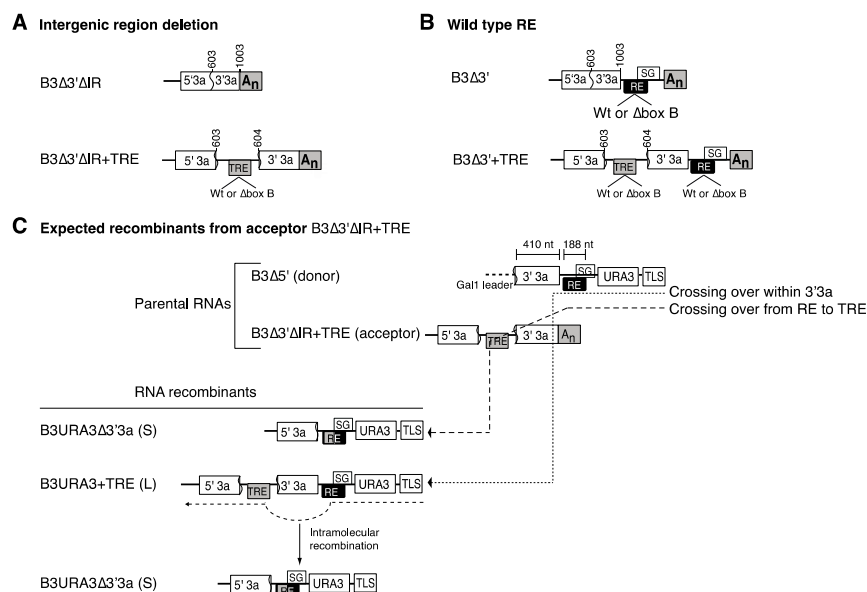 A Intergenic region deletion
603
1003
B3Δ3'ΔIR
5'3a
3'3a
An
603
604
B3Δ3'ΔIR+TRE
5' 3a
TRE
3' 3a
An
Wt or Δbox B
B Wild type RE
603
1003
B3Δ3'
5'3a
3'3a
SG
RE
An
Wt or Δbox B
603
604
B3Δ3'+TRE
5' 3a
TRE
3' 3a
SG
RE
An
Wt or Δbox B
Wt or Δbox B
C Expected recombinants from acceptor B3Δ3'ΔIR+TRE
410 nt
188 nt
B3Δ5' (donor)
Gal1 leader
3' 3a
SG
RE
URA3
TLS
Parental RNAs
Crossing over within 3'3a
Crossing over from RE to TRE
B3Δ3'ΔIR+TRE (acceptor)
5' 3a
TRE
3' 3a
An
RNA recombinants
B3URA3Δ3'3a (S)
5' 3a
SG
RE
URA3
TLS
B3URA3+TRE (L)
5' 3a
TRE
3' 3a
SG
RE
URA3
TLS
Intramolecular
recombination
B3URA3Δ3'3a (S)
5' 3a
SG
RE
URA3
TLS